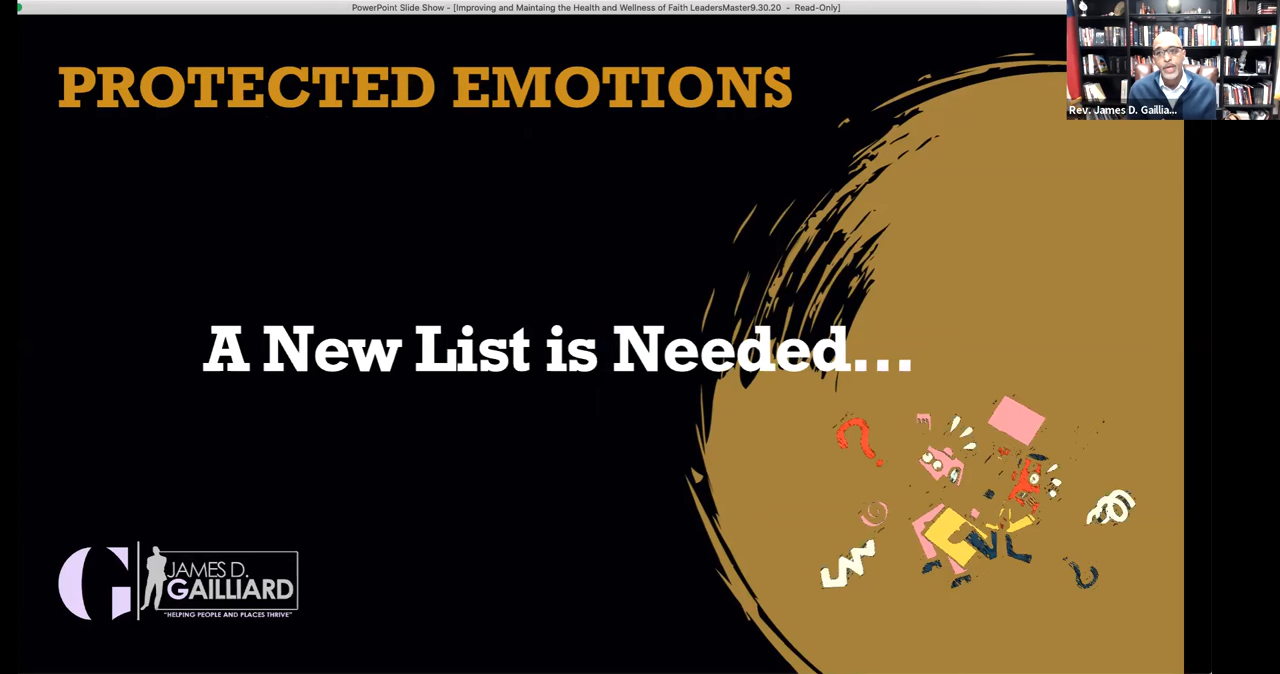 PowerPoint Slide Show - [Improving and Maintaing the Health and Wellness of Faith LeadersMaster9.30.20 - Read-Only]
PROTECTED EMOTIONS
Rev. James D. Gaillia...
A New List is Needed...
G
JAMES D.
GAILLIARD
"HELPING PEOPLE AND PLACES THRIVE"